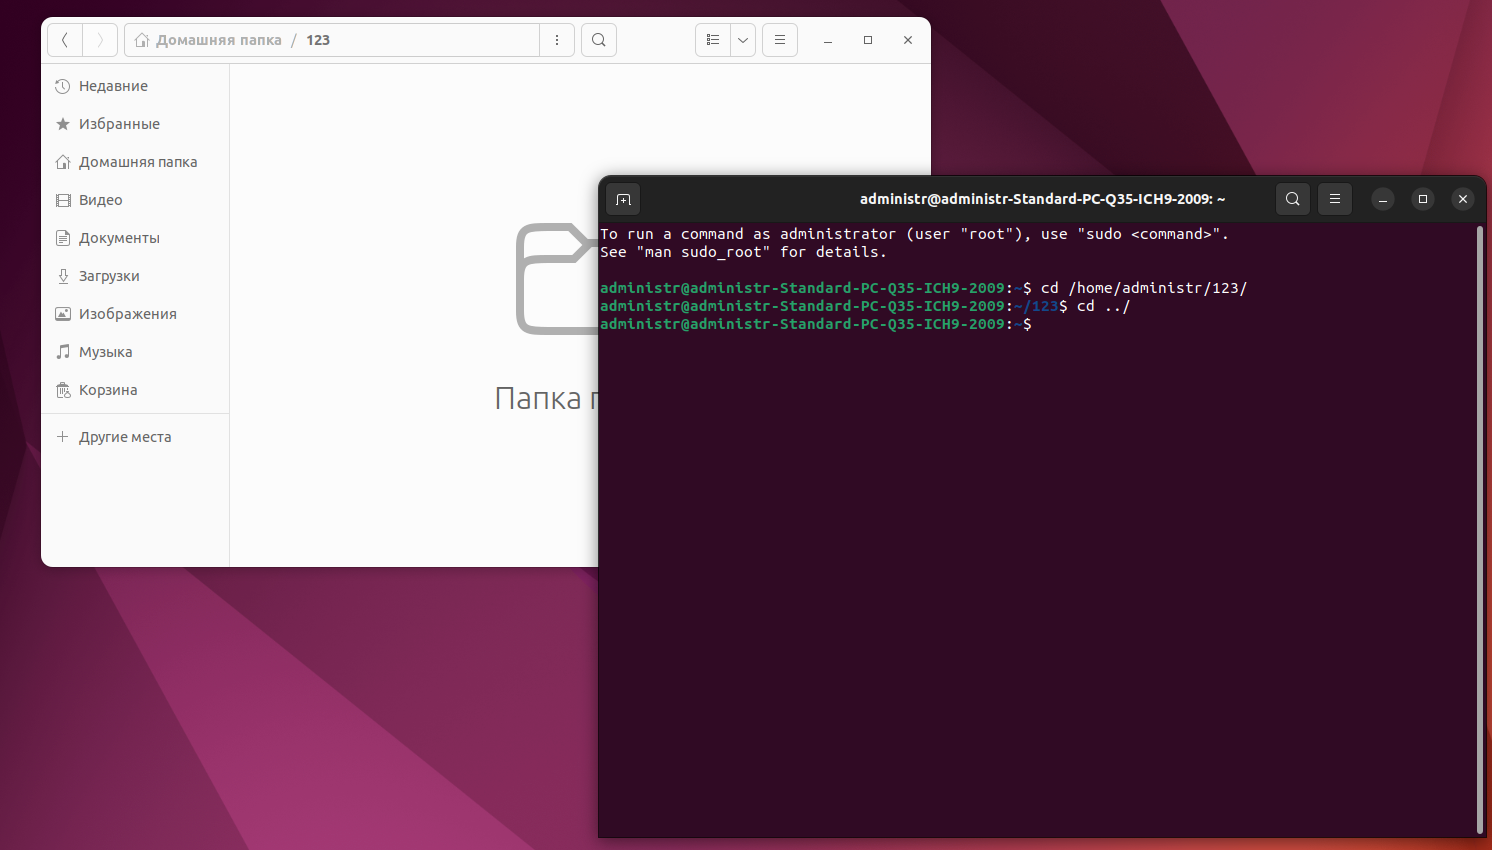 Домашняя папка / 123
Недавние
Избранные
Домашняя папка
Видео
Документы
Загрузки
Изображения
Музыка
Корзина
Другие места
Папка
administr@administr-Standard-PC-Q35-ICH9-2009: ~
To run a command as administrator (user "root"), use "sudo <command>".
See "man sudo_root" for details.
administr@administr-Standard-PC-Q35-ICH9-2009:~$ cd /home/administr/123/
administr@administr-Standard-PC-Q35-ICH9-2009:~/123$ cd ../
administr@administr-Standard-PC-Q35-ICH9-2009:~$